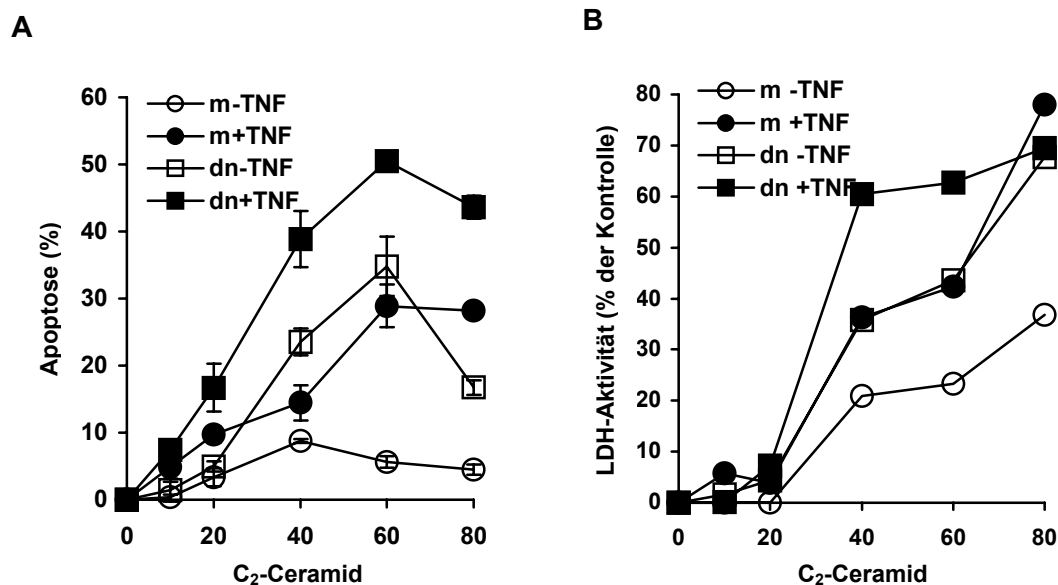 A
Apoptose (%)
60
50
40
30
20
10
0
m-TNF
m+TNF
dn-TNF
dn+TNF
0 20 40 60 80
C₂-Ceramid
B
LDH-Aktivität (% der Kontrolle)
80
70
60
50
40
30
20
10
0
m -TNF
m +TNF
dn -TNF
dn +TNF
0 20 40 60 80
C₂-Ceramid